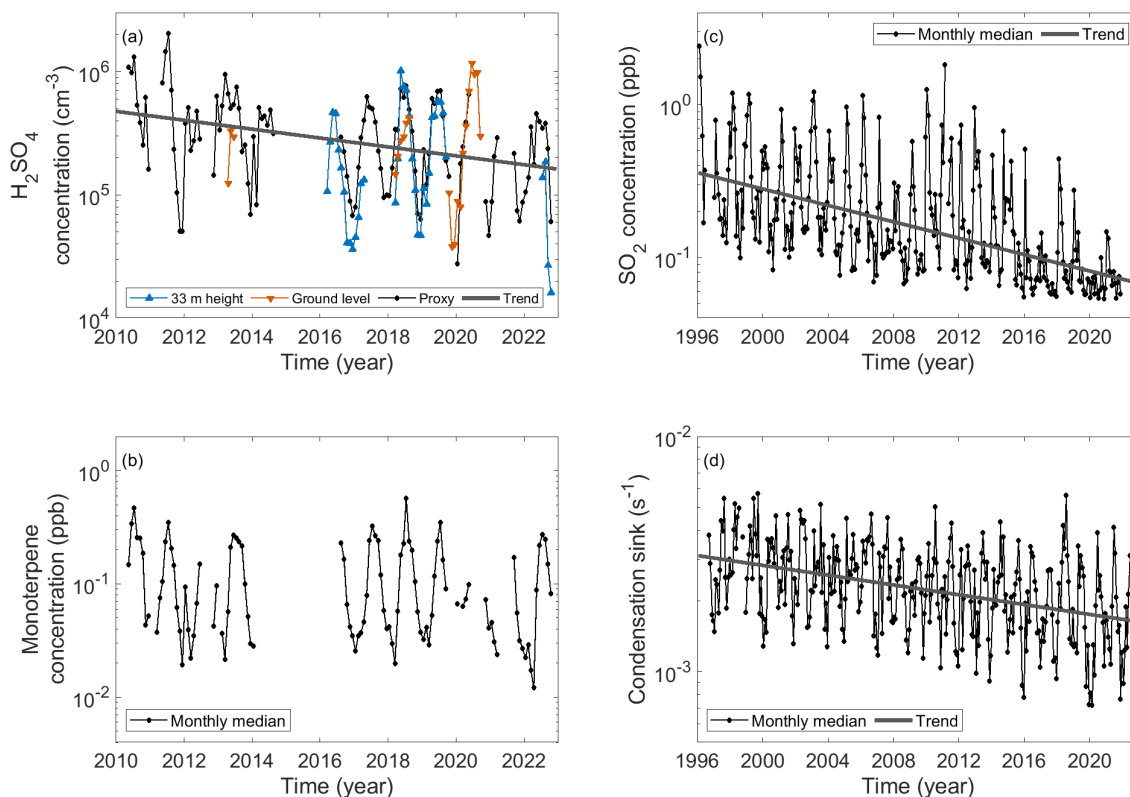 (a)
H2SO4
concentration (cm-3)
10^6
10^5
10^4
33 m height Ground level Proxy Trend
2010 2012 2014 2016 2018 2020 2022
Time (year)
(c)
Monthly median Trend
SO2 concentration (ppb)
10^0
10^-1
1996 2000 2004 2008 2012 2016 2020
Time (year)
(b)
Monoterpene
concentration (ppb)
10^0
10^-1
10^-2
Monthly median
2010 2012 2014 2016 2018 2020 2022
Time (year)
(d)
Condensation sink (s-1)
10^-2
10^-3
Monthly median Trend
1996 2000 2004 2008 2012 2016 2020
Time (year)